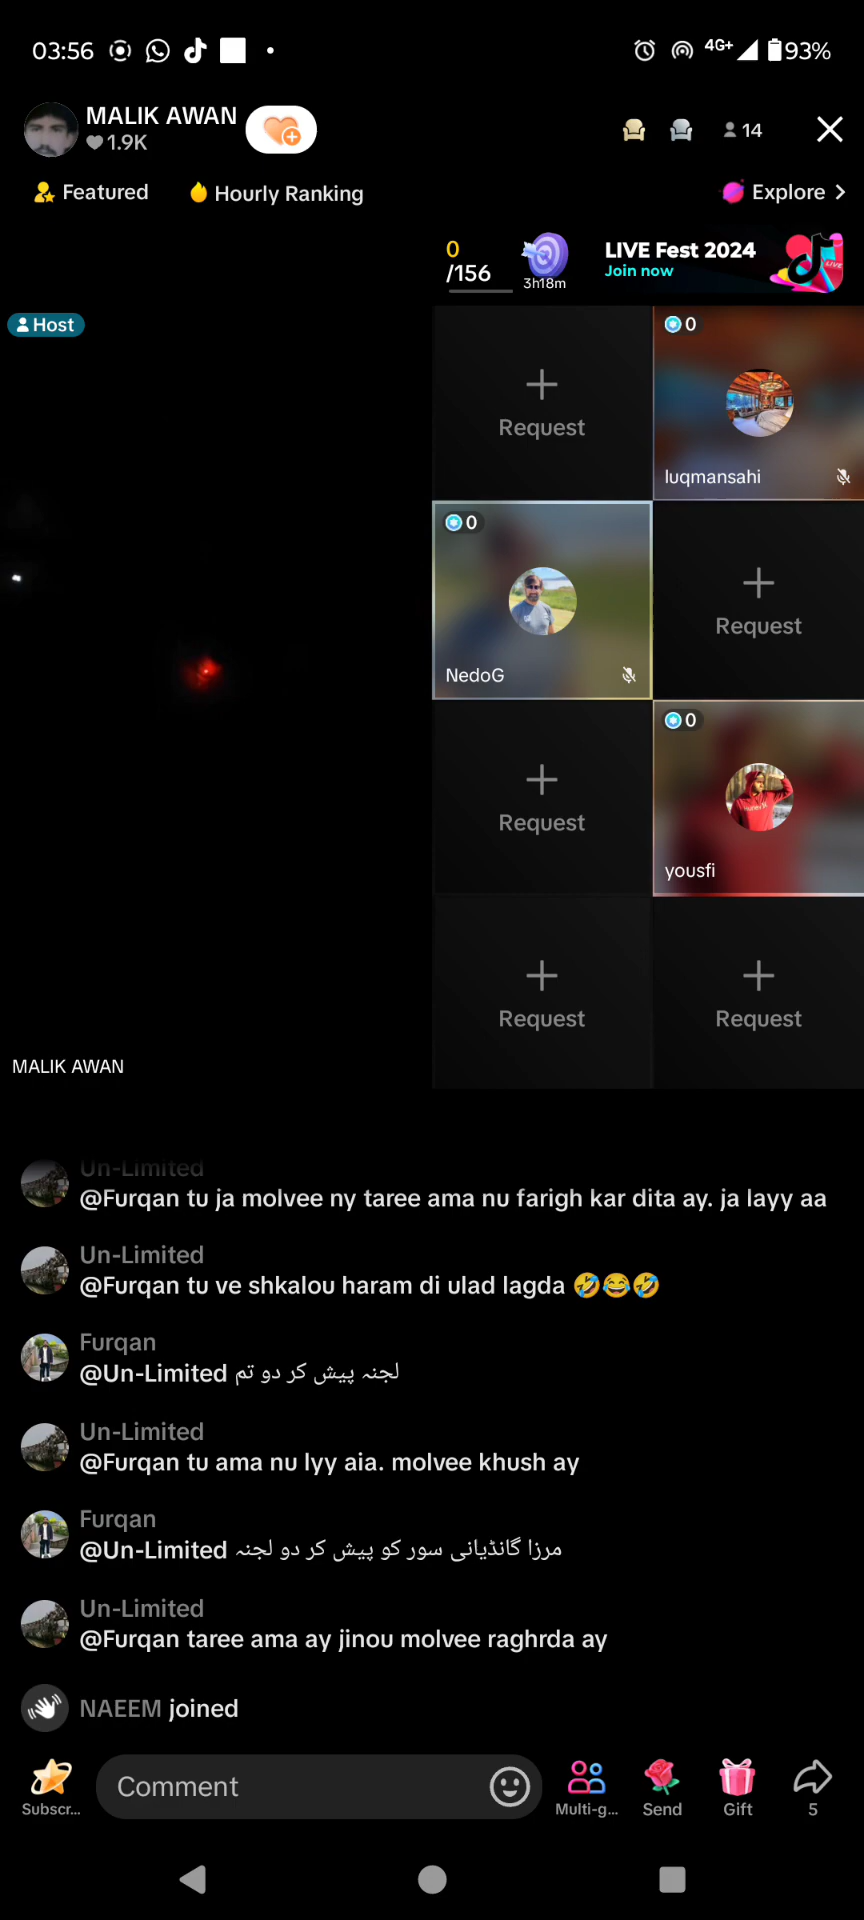 03:56
4G+
93%
MALIK AWAN
1.9K
14
Featured
Hourly Ranking
Explore
0
/156
3h18m
LIVE Fest 2024
Join now
LIVE
Host
Request
0
luqmansahi
0
NedoG
Request
Request
0
yousfi
Request
Request
MALIK AWAN
Un-Limited
@Furqan tu ja molvee ny taree ama nu farigh kar dita ay. ja layy aa
Un-Limited
@Furqan tu ve shkalou haram di ulad lagda 🤣😂🤣
Furqan
@Un-Limited لجنہ پیش کر دو تم
Un-Limited
@Furqan tu ama nu lyy aia. molvee khush ay
Furqan
@Un-Limited مرزا گانڈیانی سور کو پیش کر دو لجنہ
Un-Limited
@Furqan taree ama ay jinou molvee raghrda ay
NAEEM joined
Subscr...
Comment
Multi-g...
Send
Gift
5